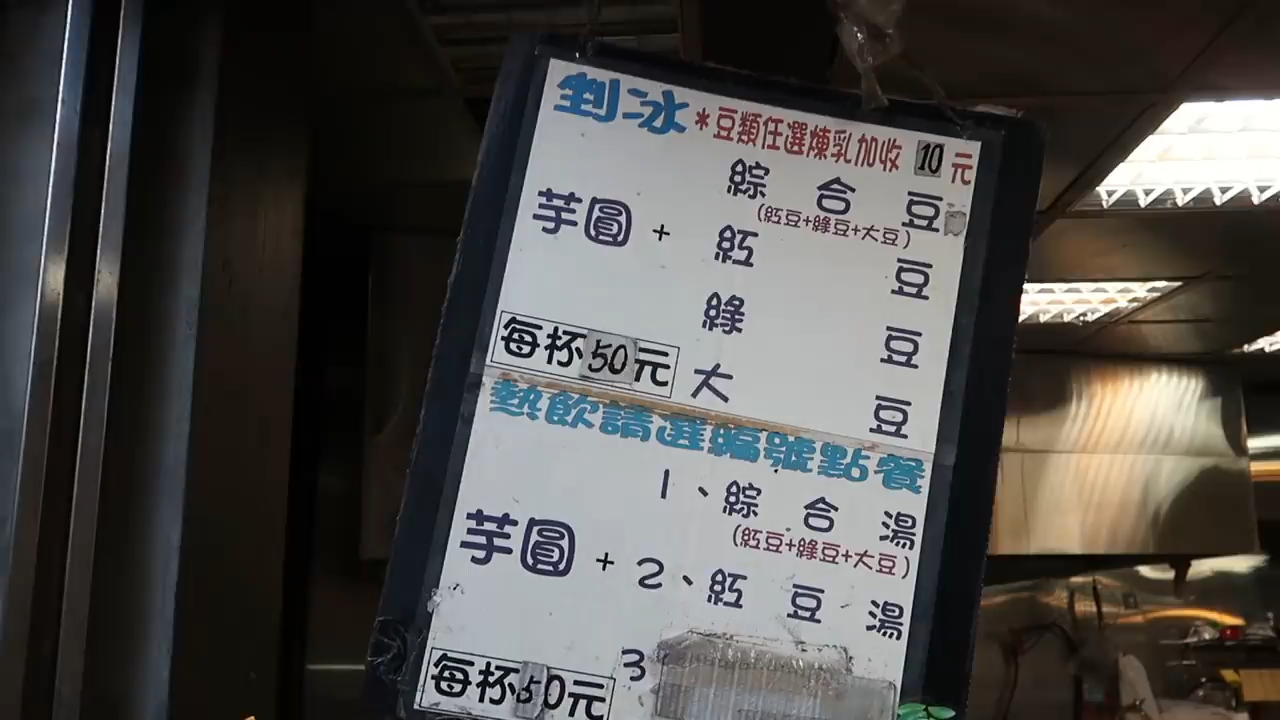 剉冰 *豆類任選煉乳加收10元
芋圓 + 綜合豆
(紅豆+綠豆+大豆)
紅豆
綠豆
大豆
每杯50元
熱飲請選編號點餐
芋圓 + 1、綜合湯
(紅豆+綠豆+大豆)
2、紅豆湯
3
每杯50元